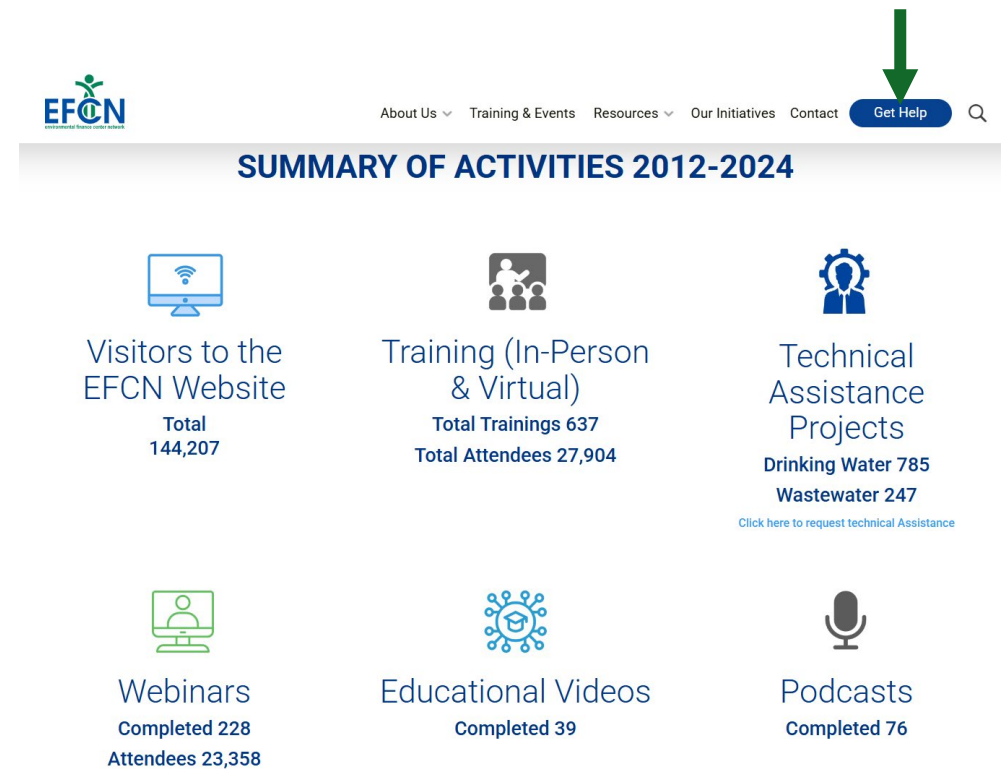 EFCN
environmental finance center network
About Us Training & Events Resources Our Initiatives Contact Get Help
SUMMARY OF ACTIVITIES 2012-2024
Visitors to the
EFCN Website
Total
144,207
Training (In-Person
& Virtual)
Total Trainings 637
Total Attendees 27,904
Technical
Assistance
Projects
Drinking Water 785
Wastewater 247
Click here to request technical Assistance
Webinars
Completed 228
Attendees 23,358
Educational Videos
Completed 39
Podcasts
Completed 76